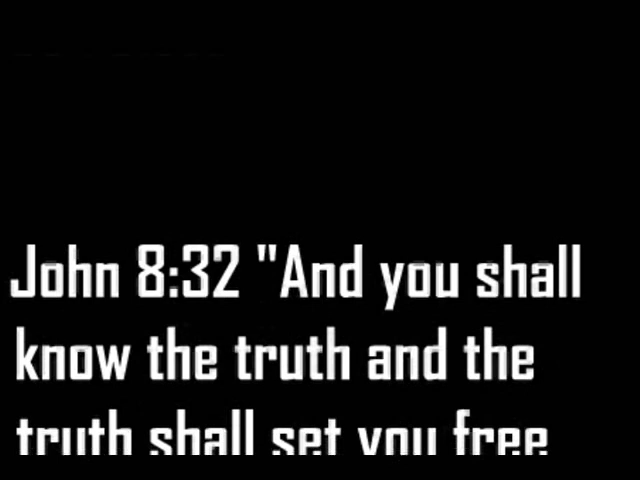 John 8:32 "And you shall
know the truth and the
truth shall set you free